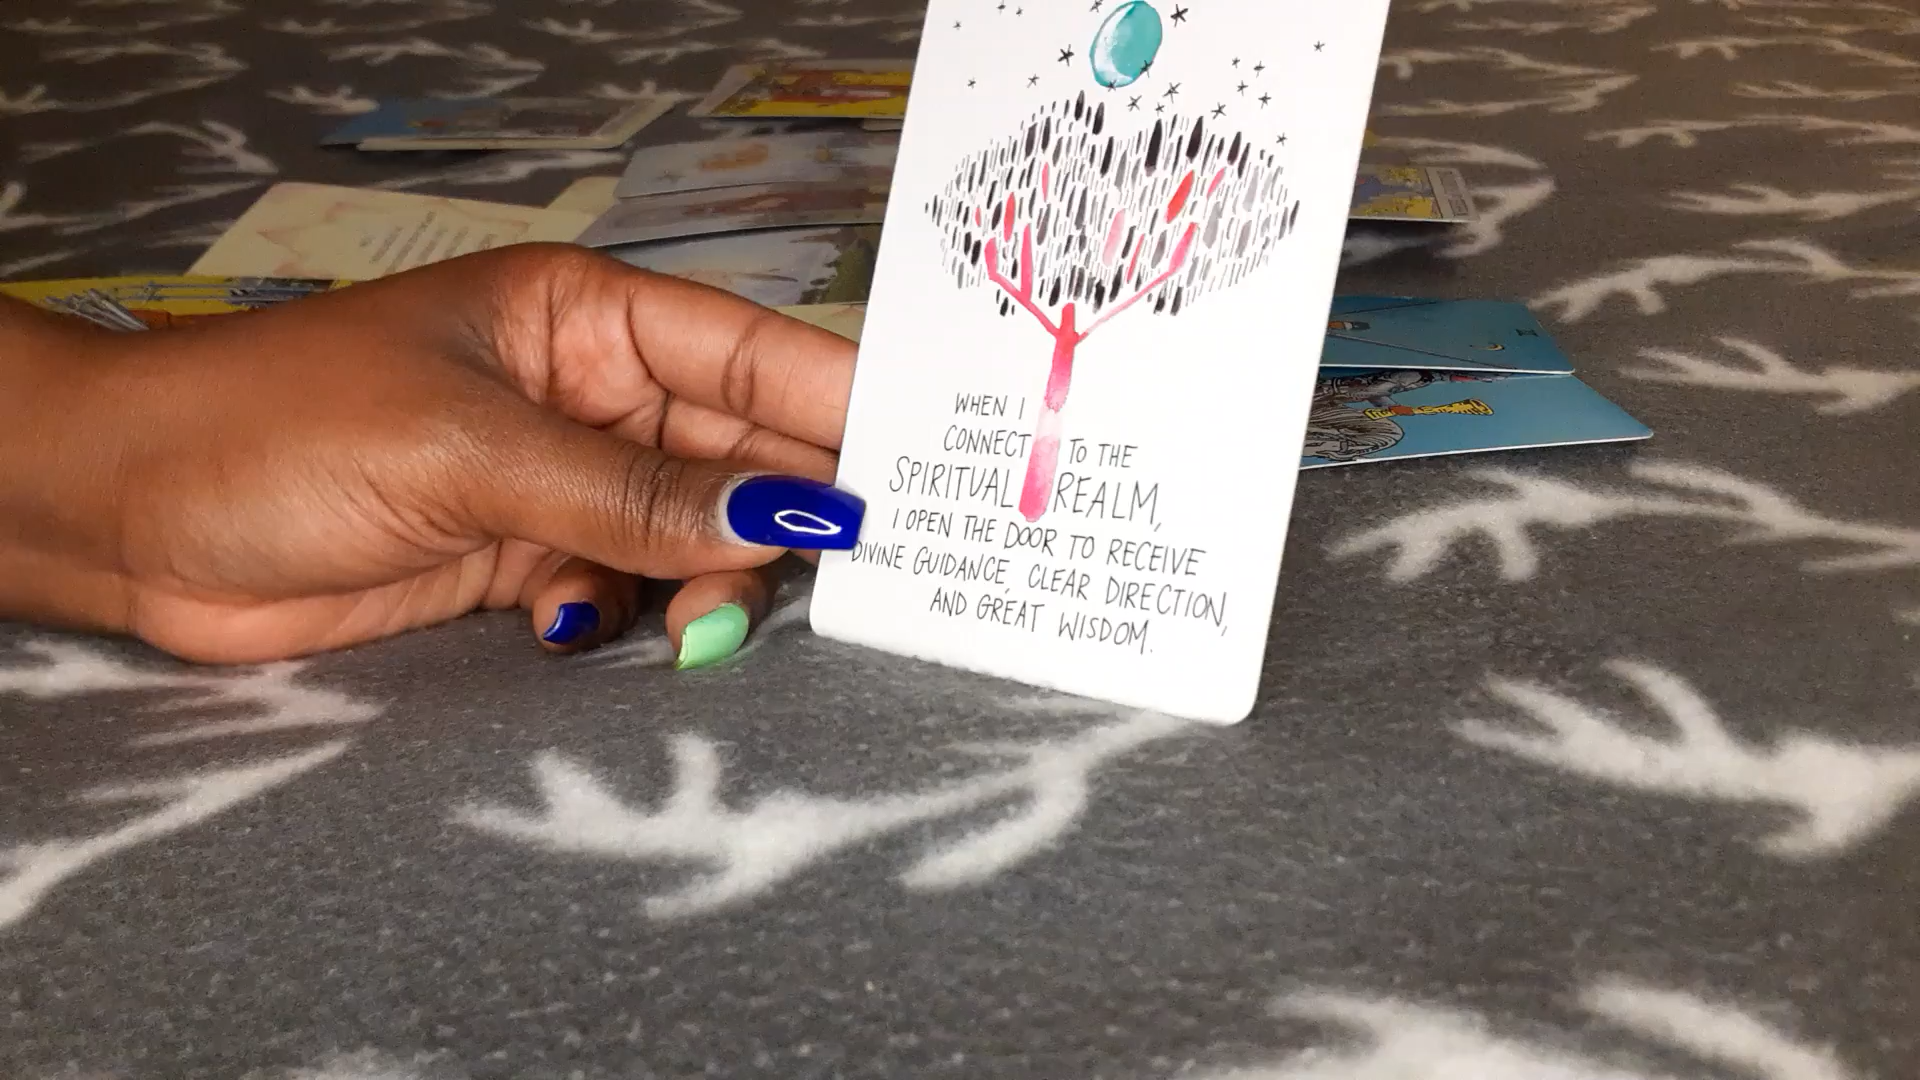 WHEN I
CONNECT TO THE
SPIRITUAL REALM,
I OPEN THE DOOR TO RECEIVE
DIVINE GUIDANCE, CLEAR DIRECTION,
AND GREAT WISDOM.